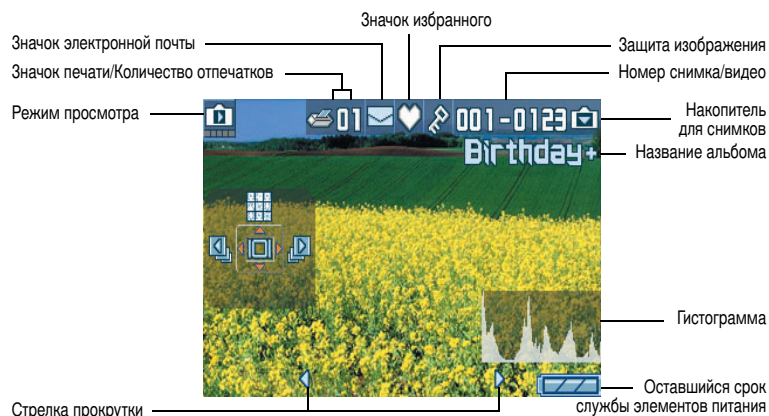 Значок избранного
Значок электронной почты
Защита изображения
Значок печати/Количество отпечатков
Номер снимка/видео
Режим просмотра
01
001-0123
Накопитель
для снимков
Birthday+
Название альбома
Гистограмма
Оставшийся срок
службы элементов питания
Стрелка прокрутки